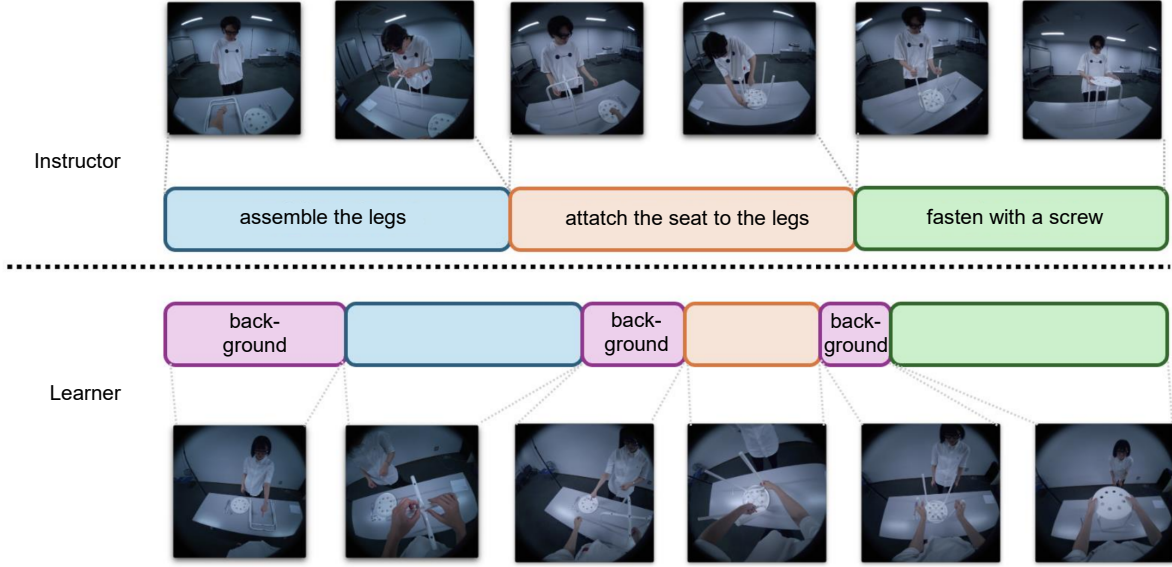 Instructor
assemble the legs
attatch the seat to the legs
fasten with a screw
back-
ground
back-
ground
back-
ground
Learner